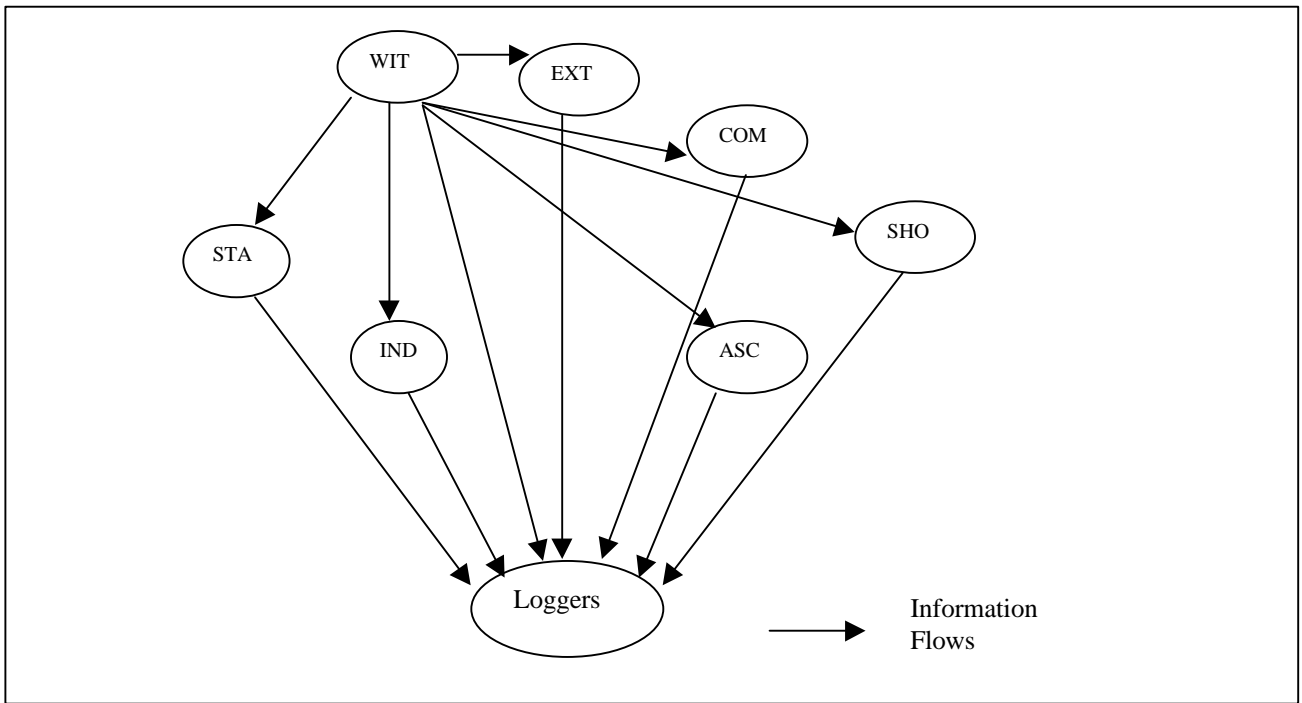 WIT
EXT
COM
SHO
STA
IND
ASC
Loggers
Information
Flows